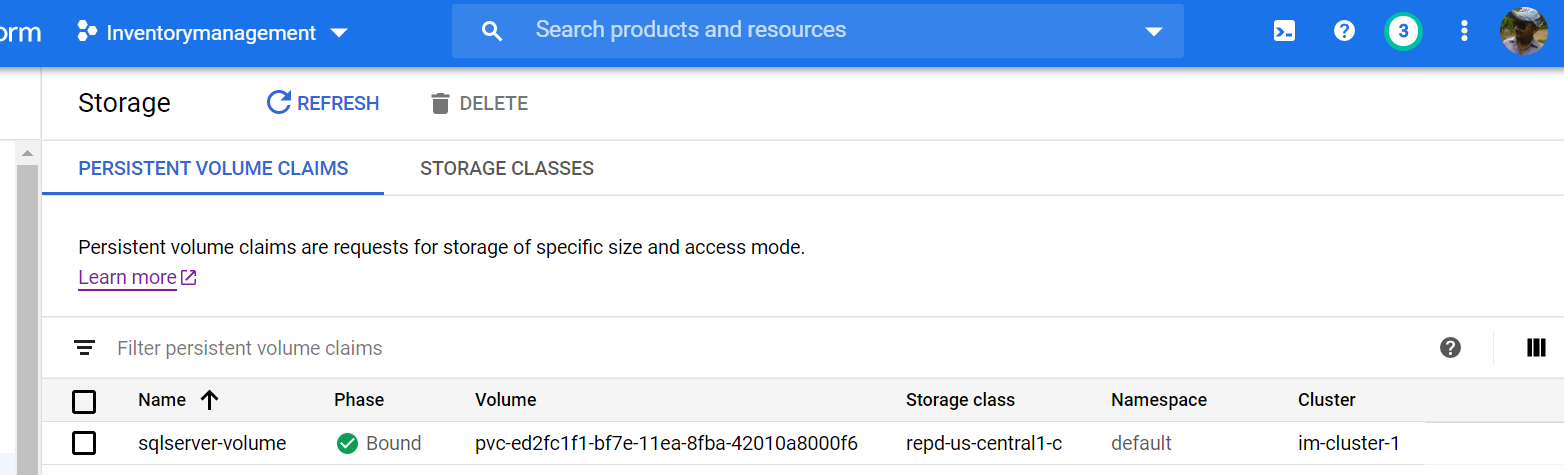 orm Inventorymanagement Search products and resources 3
Storage REFRESH DELETE
PERSISTENT VOLUME CLAIMS STORAGE CLASSES
Persistent volume claims are requests for storage of specific size and access mode.
Learn more
Filter persistent volume claims
Name Phase Volume Storage class Namespace Cluster
sqlserver-volume Bound pvc-ed2fc1f1-bf7e-11ea-8fba-42010a8000f6 repd-us-central1-c default im-cluster-1